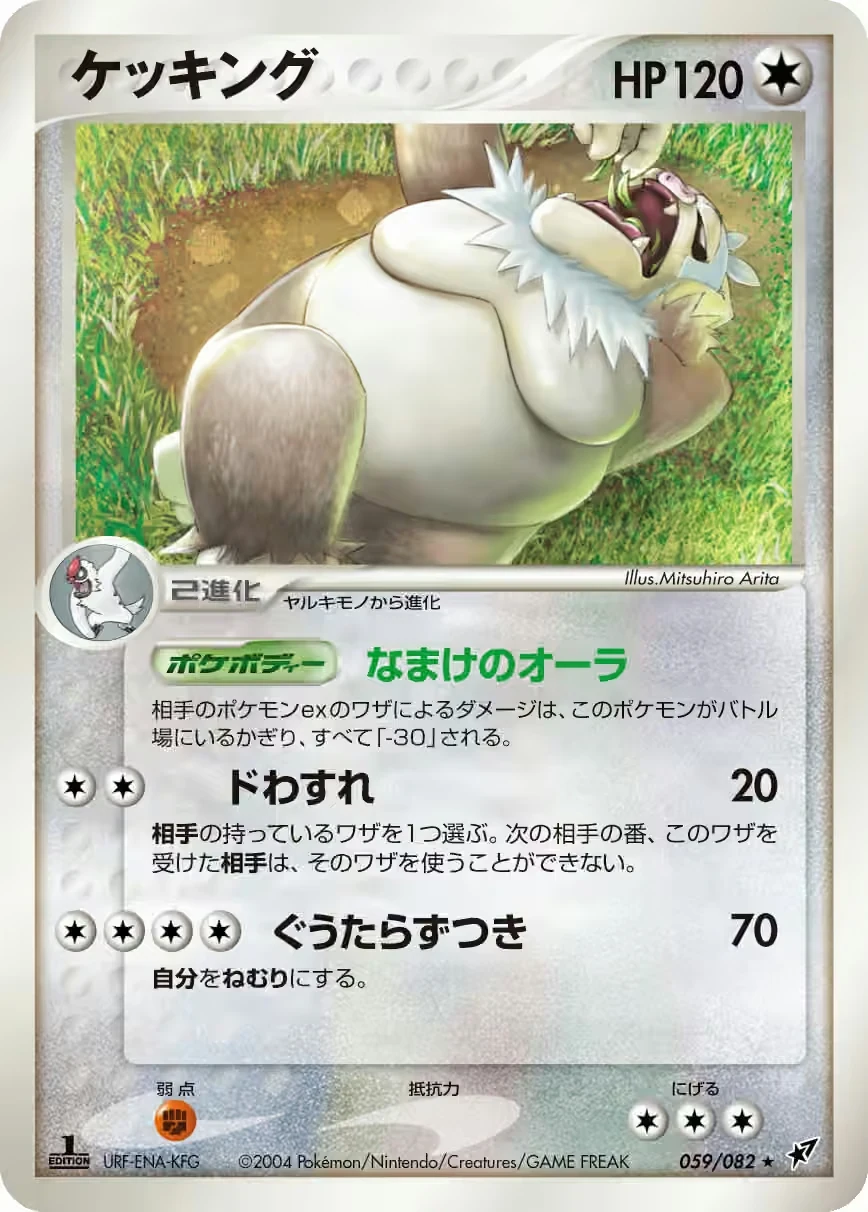 ケッキング HP120
Illus.Mitsuhiro Arita
2進化 ヤルキモノから進化
ポケボディー なまけのオーラ
相手のポケモンexのワザによるダメージは、このポケモンがバトル
場にいるかぎり、すべて「-30」される。
ドわすれ 20
相手の持っているワザを1つ選ぶ。次の相手の番、このワザを
受けた相手は、そのワザを使うことができない。
ぐうたらずつき 70
自分をねむりにする。
弱点 抵抗力 にげる
1 EDITION URF-ENA-KFG ©2004 Pokémon/Nintendo/Creatures/GAME FREAK 059/082 ★